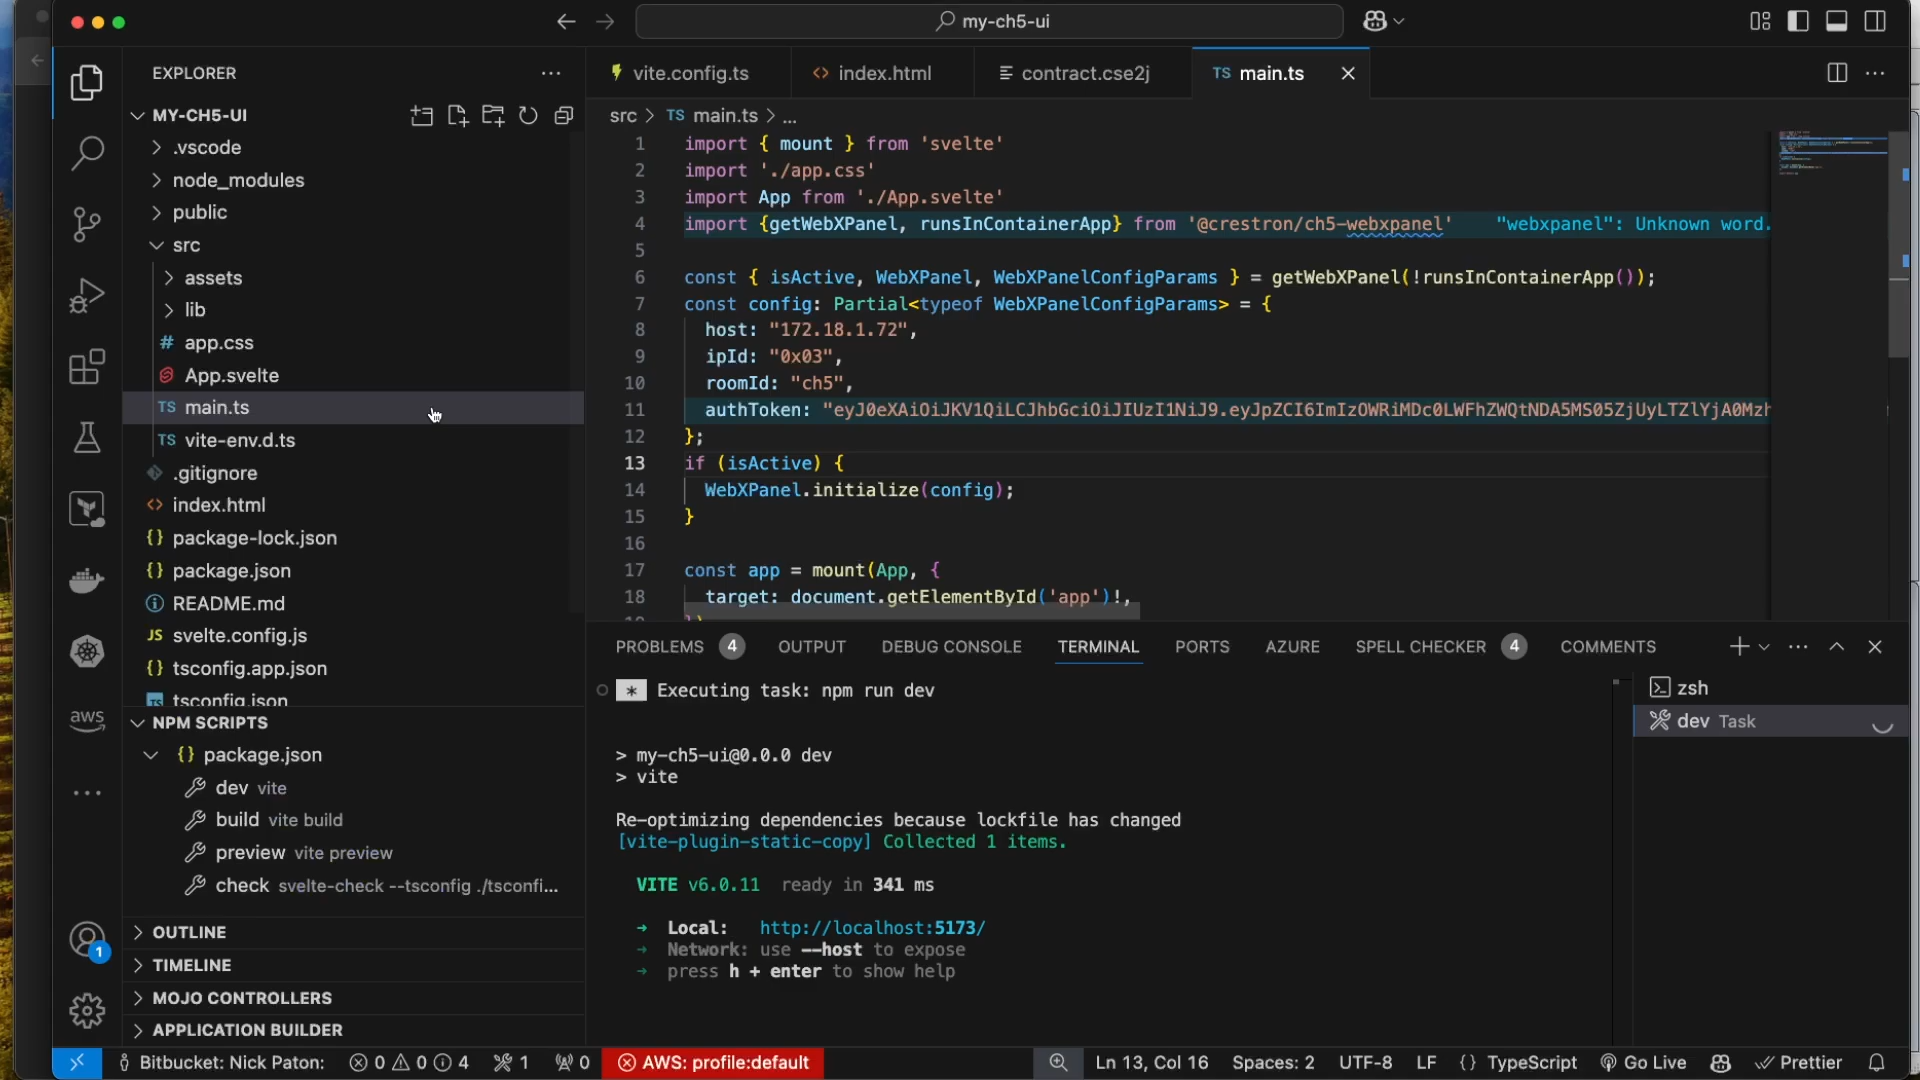 my-ch5-ui
EXPLORER
MY-CH5-UI
.vscode
node_modules
public
src
assets
lib
# app.css
App.svelte
TS main.ts
TS vite-env.d.ts
.gitignore
<> index.html
{} package-lock.json
{} package.json
README.md
JS svelte.config.js
{} tsconfig.app.json
TS tsconfig.json
NPM SCRIPTS
{} package.json
dev vite
build vite build
preview vite preview
check svelte-check --tsconfig ./tsconfi...
OUTLINE
TIMELINE
MOJO CONTROLLERS
APPLICATION BUILDER
aws
1
vite.config.ts
<> index.html
contract.cse2j
TS main.ts
src > TS main.ts > ...
1 import { mount } from 'svelte'
2 import './app.css'
3 import App from './App.svelte'
4 import {getWebXPanel, runsInContainerApp} from '@crestron/ch5-webxpanel' "webxpanel": Unknown word.
5
6 const { isActive, WebXPanel, WebXPanelConfigParams } = getWebXPanel(!runsInContainerApp());
7 const config: Partial<typeof WebXPanelConfigParams> = {
8 host: "172.18.1.72",
9 ipId: "0x03",
10 roomId: "ch5",
11 authToken: "eyJ0eXAiOiJKV1QiLCJhbGciOiJIUzI1NiJ9.eyJpZCI6ImIzOWRiMDc0LWFhZWQtNDA5MS05ZjUyLTZlYjA0Mzh
12 };
13 if (isActive) {
14 WebXPanel.initialize(config);
15 }
16
17 const app = mount(App, {
18 target: document.getElementById('app')!,
PROBLEMS 4
OUTPUT
DEBUG CONSOLE
TERMINAL
PORTS
AZURE
SPELL CHECKER 4
COMMENTS
* Executing task: npm run dev
> my-ch5-ui@0.0.0 dev
> vite
Re-optimizing dependencies because lockfile has changed
[vite-plugin-static-copy] Collected 1 items.
VITE v6.0.11 ready in 341 ms
➜ Local: http://localhost:5173/
➜ Network: use --host to expose
➜ press h + enter to show help
zsh
dev Task
Bitbucket: Nick Paton:
0
0
4
1
0
AWS: profile:default
Ln 13, Col 16
Spaces: 2
UTF-8
LF
{} TypeScript
Go Live
Prettier